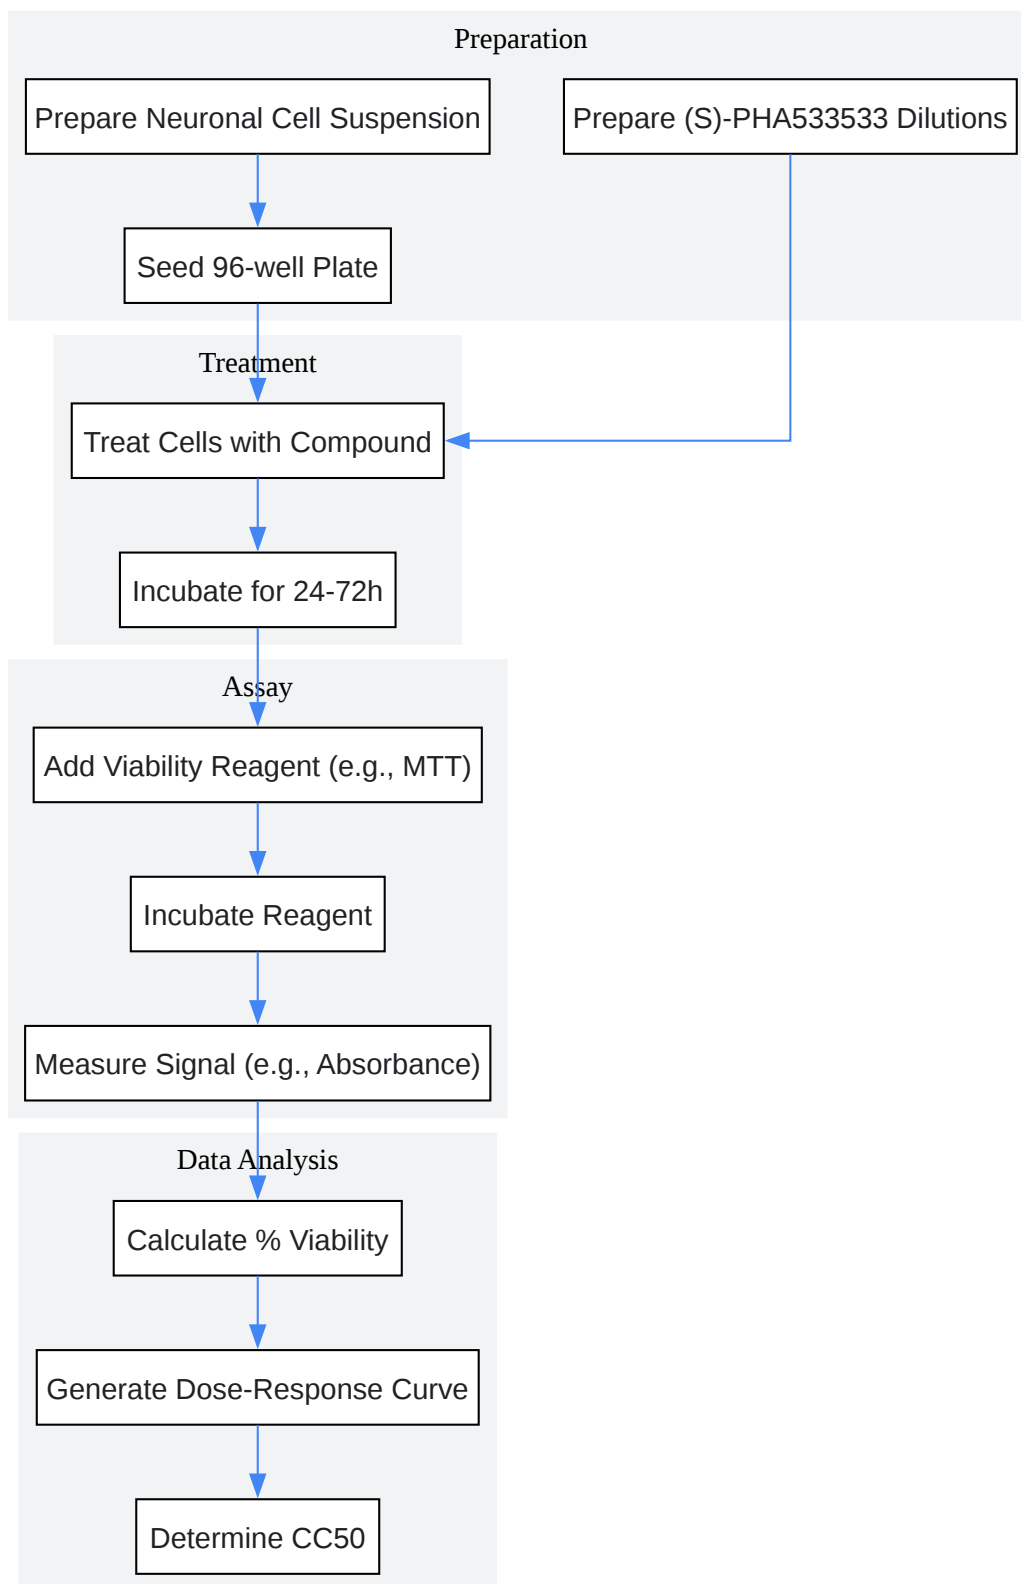 Preparation
Prepare Neuronal Cell Suspension
Prepare (S)-PHA533533 Dilutions
Seed 96-well Plate
Treatment
Treat Cells with Compound
Incubate for 24-72h
Assay
Add Viability Reagent (e.g., MTT)
Incubate Reagent
Measure Signal (e.g., Absorbance)
Data Analysis
Calculate % Viability
Generate Dose-Response Curve
Determine CC50